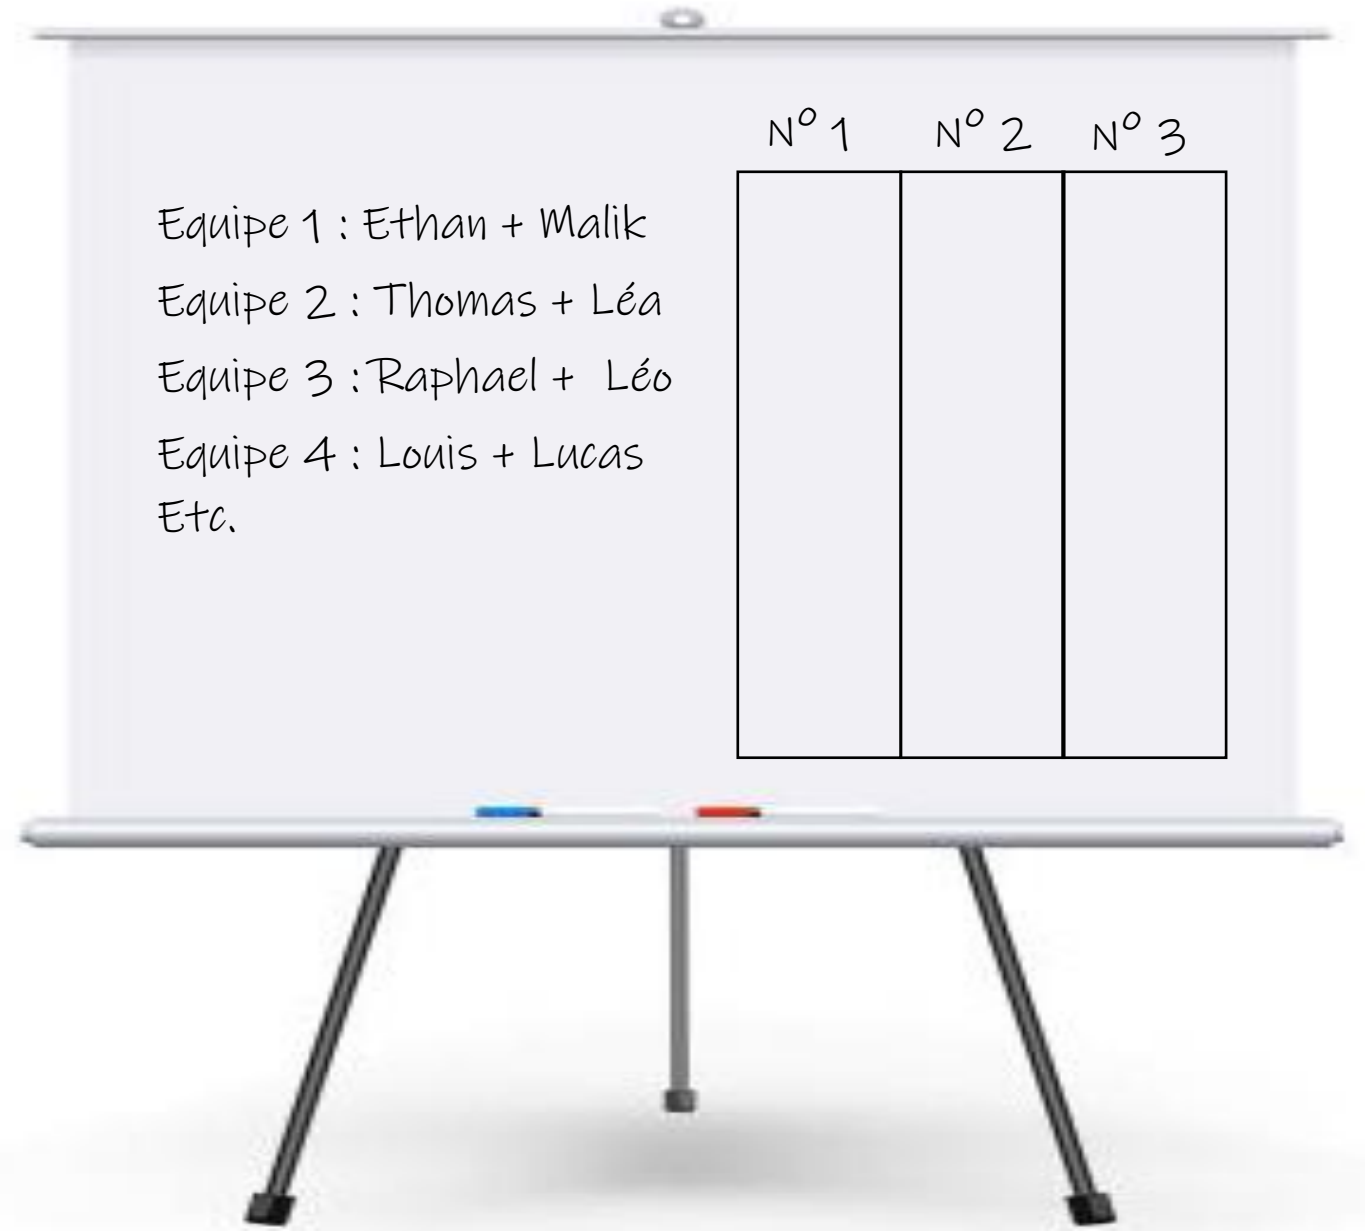 N° 1 N° 2 N° 3
Equipe 1 : Ethan + Malik
Equipe 2 : Thomas + Léa
Equipe 3 : Raphael + Léo
Equipe 4 : Louis + Lucas
Etc.